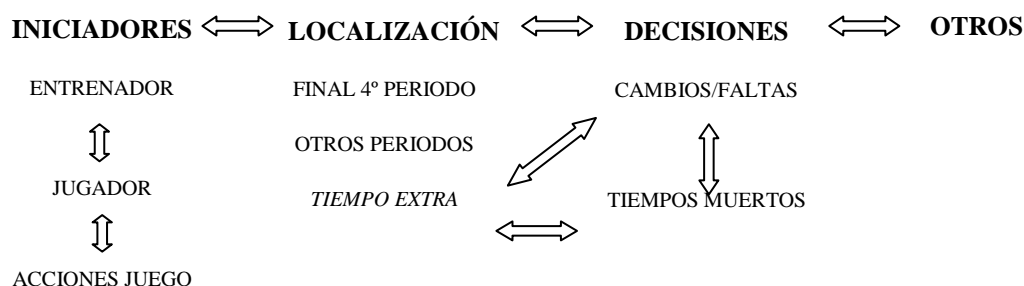 INICIADORES LOCALIZACIÓN DECISIONES OTROS
ENTRENADOR FINAL 4º PERIODO CAMBIOS/FALTAS
OTROS PERIODOS
JUGADOR TIEMPO EXTRA TIEMPOS MUERTOS
ACCIONES JUEGO